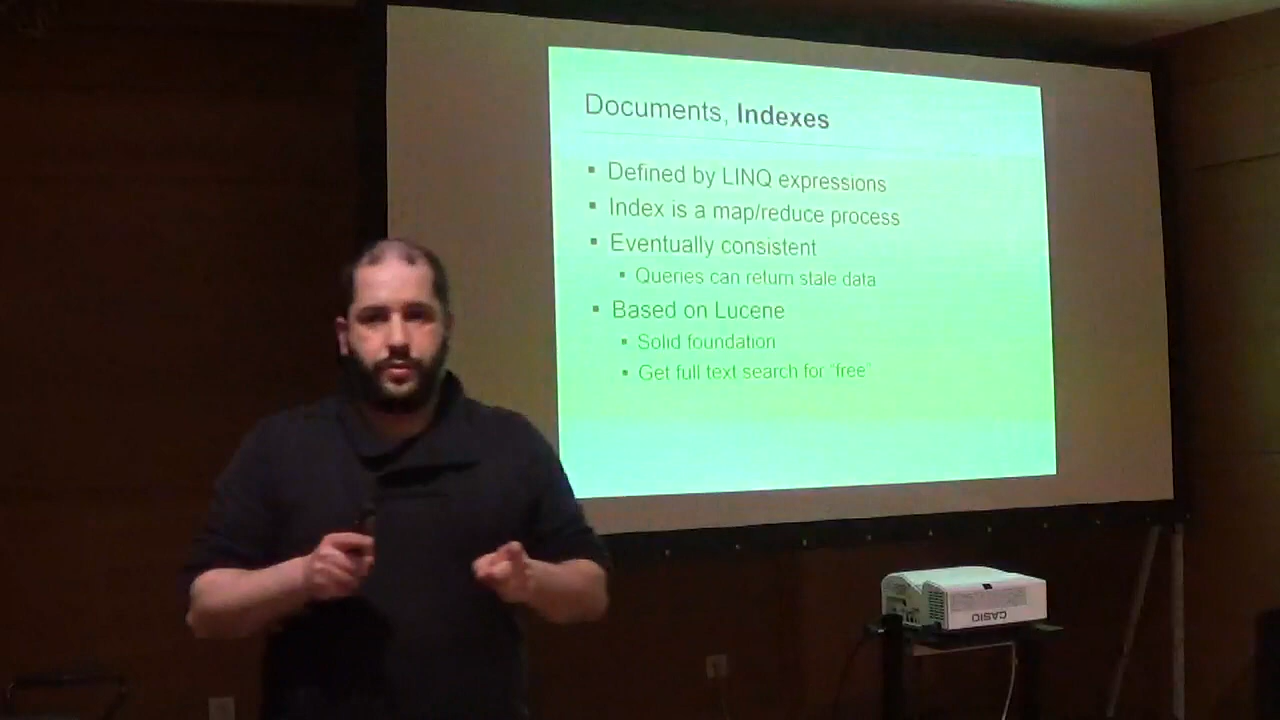 Documents, Indexes
▪ Defined by LINQ expressions
▪ Index is a map/reduce process
▪ Eventually consistent
▪ Queries can return stale data
▪ Based on Lucene
▪ Solid foundation
▪ Get full text search for “free”
CASIO